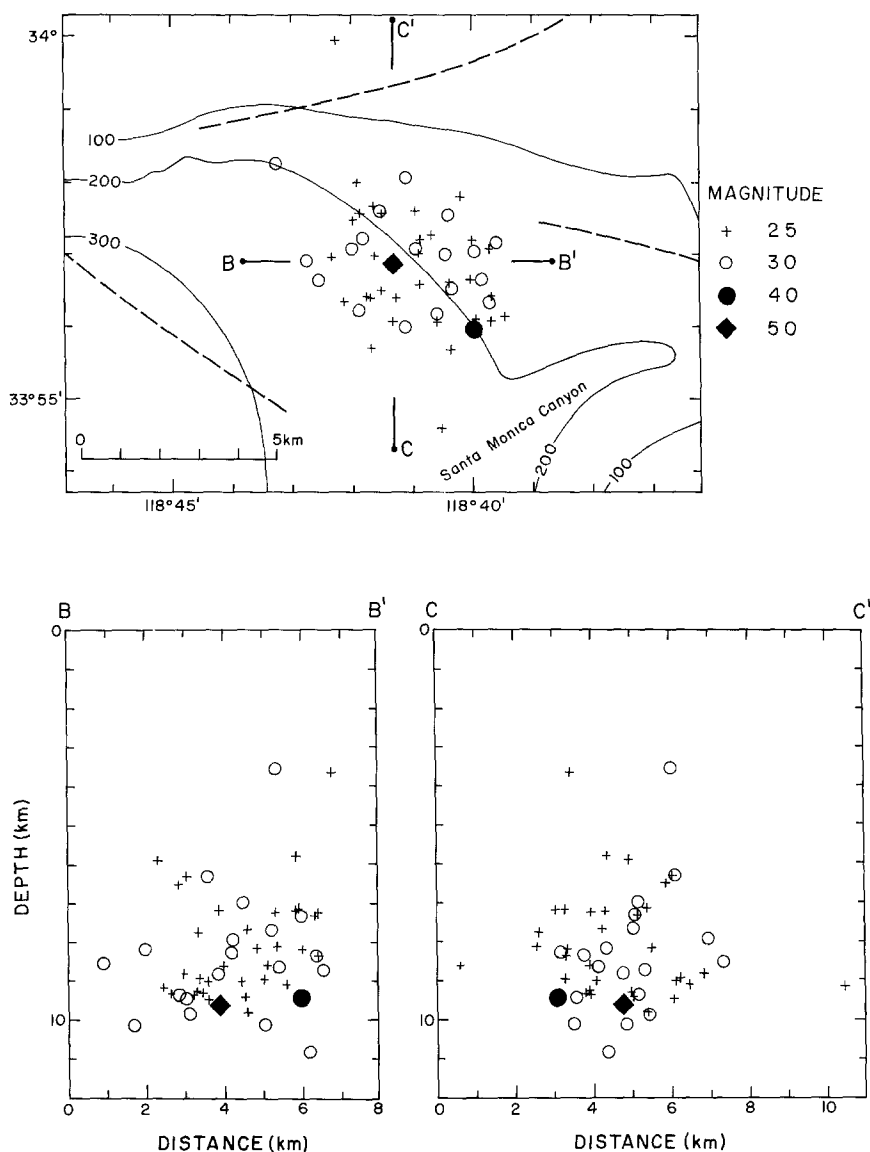 34°
C'
100
200
300
B
B'
MAGNITUDE
+ 25
○ 30
● 40
◆ 50
33°55'
0 5km
C
Santa Monica Canyon
200
100
118°45' 118°40'
B B'
0
10
DEPTH (km)
0 2 4 6 8
DISTANCE (km)
C C'
0
10
0 2 4 6 8 10
DISTANCE (km)